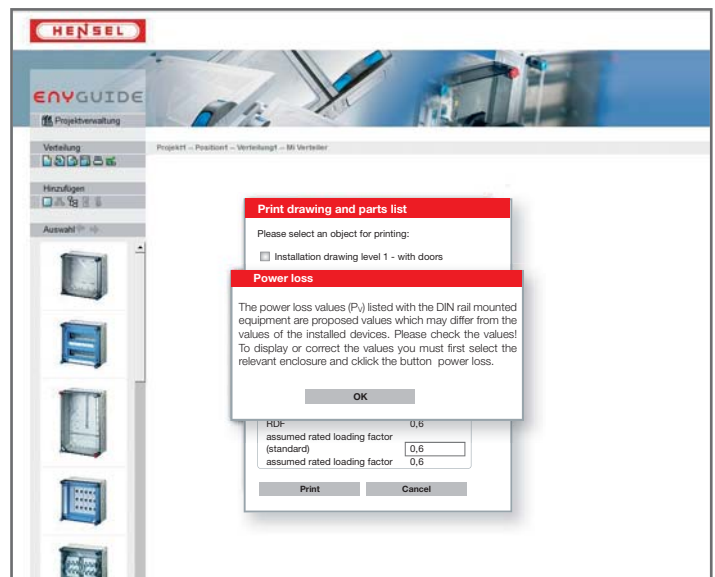 HENSEL
ENYGUIDE
Projektverwaltung
Verteilung
Projekt1 – Position1 – Verteilung1 – Mi Verteiler
Hinzufügen
Auswahl
Print drawing and parts list
Please select an object for printing:
Installation drawing level 1 - with doors
Power loss
The power loss values (PV) listed with the DIN rail mounted
equipment are proposed values which may differ from the
values of the installed devices. Please check the values!
To display or correct the values you must first select the
relevant enclosure and cklick the button power loss.
OK
RDF 0,6
assumed rated loading factor
(standard) 0,6
assumed rated loading factor 0,6
Print Cancel